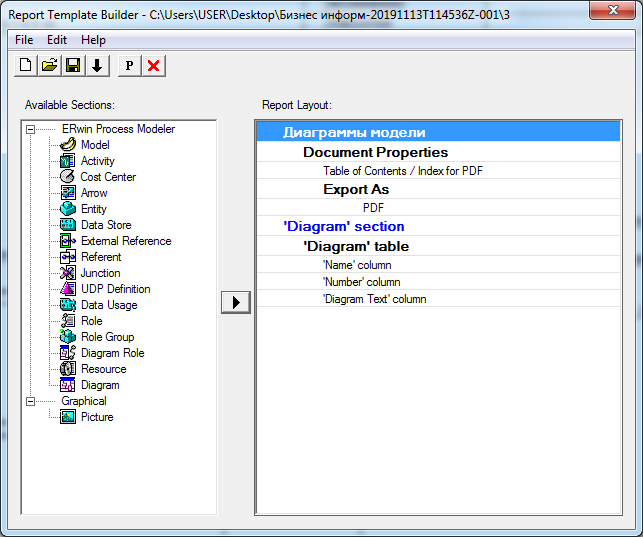 Report Template Builder - C:\Users\USER\Desktop\Бизнес информ-20191113T114536Z-001\3
File Edit Help
P
Available Sections:
ERwin Process Modeler
Model
Activity
Cost Center
Arrow
Entity
Data Store
External Reference
Referent
Junction
UDP Definition
Data Usage
Role
Role Group
Diagram Role
Resource
Diagram
Graphical
Picture
Report Layout:
Диаграммы модели
Document Properties
Table of Contents / Index for PDF
Export As
PDF
'Diagram' section
'Diagram' table
'Name' column
'Number' column
'Diagram Text' column